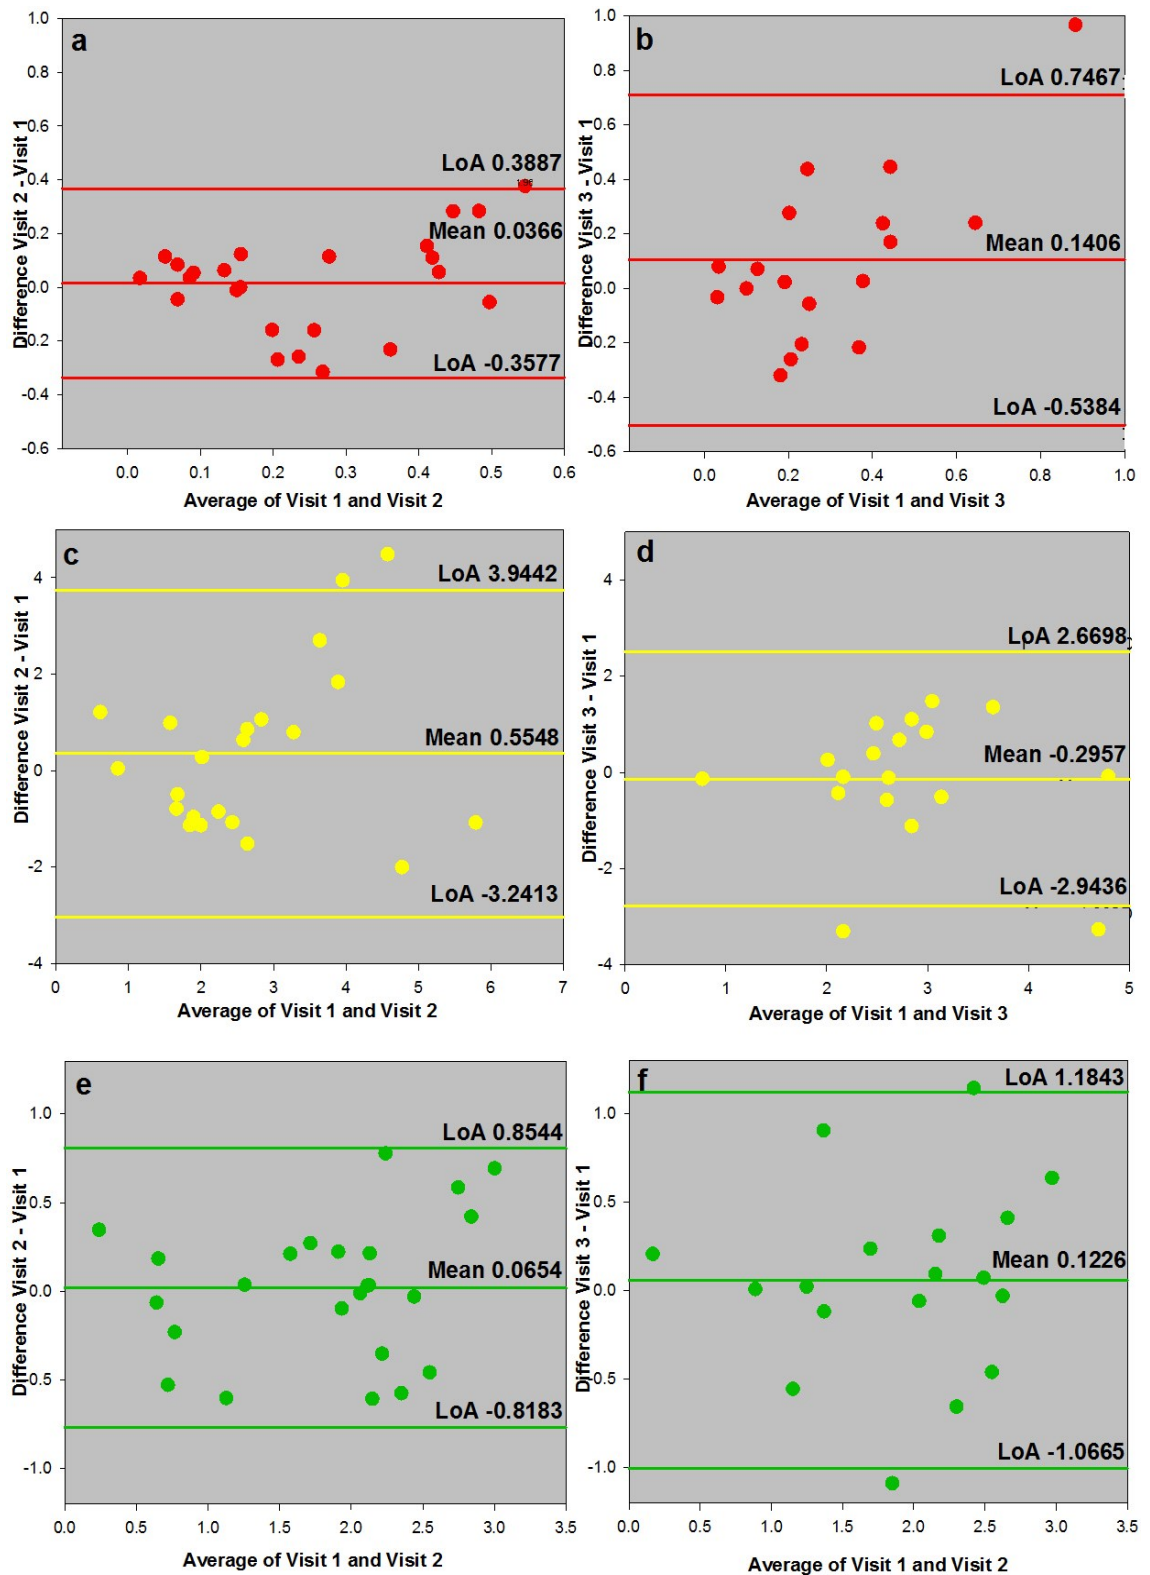 a
1.0
0.8
0.6
0.4
0.2
0.0
-0.2
-0.4
-0.6
Difference Visit 2 - Visit 1
LoA 0.3887
Mean 0.0366
LoA -0.3577
0.0 0.1 0.2 0.3 0.4 0.5 0.6
Average of Visit 1 and Visit 2
b
1.0
0.8
0.6
0.4
0.2
0.0
-0.2
-0.4
-0.6
Difference Visit 3 - Visit 1
LoA 0.7467
Mean 0.1406
LoA -0.5384
0.0 0.2 0.4 0.6 0.8 1.0
Average of Visit 1 and Visit 3
c
4
2
0
-2
-4
Difference Visit 2 - Visit 1
LoA 3.9442
Mean 0.5548
LoA -3.2413
0 1 2 3 4 5 6 7
Average of Visit 1 and Visit 2
d
4
2
0
-2
-4
Difference Visit 3 - Visit 1
LoA 2.6698
Mean -0.2957
LoA -2.9436
0 1 2 3 4 5
Average of Visit 1 and Visit 3
e
1.0
0.5
0.0
-0.5
-1.0
Difference Visit 2 - Visit 1
LoA 0.8544
Mean 0.0654
LoA -0.8183
0.0 0.5 1.0 1.5 2.0 2.5 3.0 3.5
Average of Visit 1 and Visit 2
f
1.0
0.5
0.0
-0.5
-1.0
Difference Visit 3 - Visit 1
LoA 1.1843
Mean 0.1226
LoA -1.0665
0.0 0.5 1.0 1.5 2.0 2.5 3.0 3.5
Average of Visit 1 and Visit 2